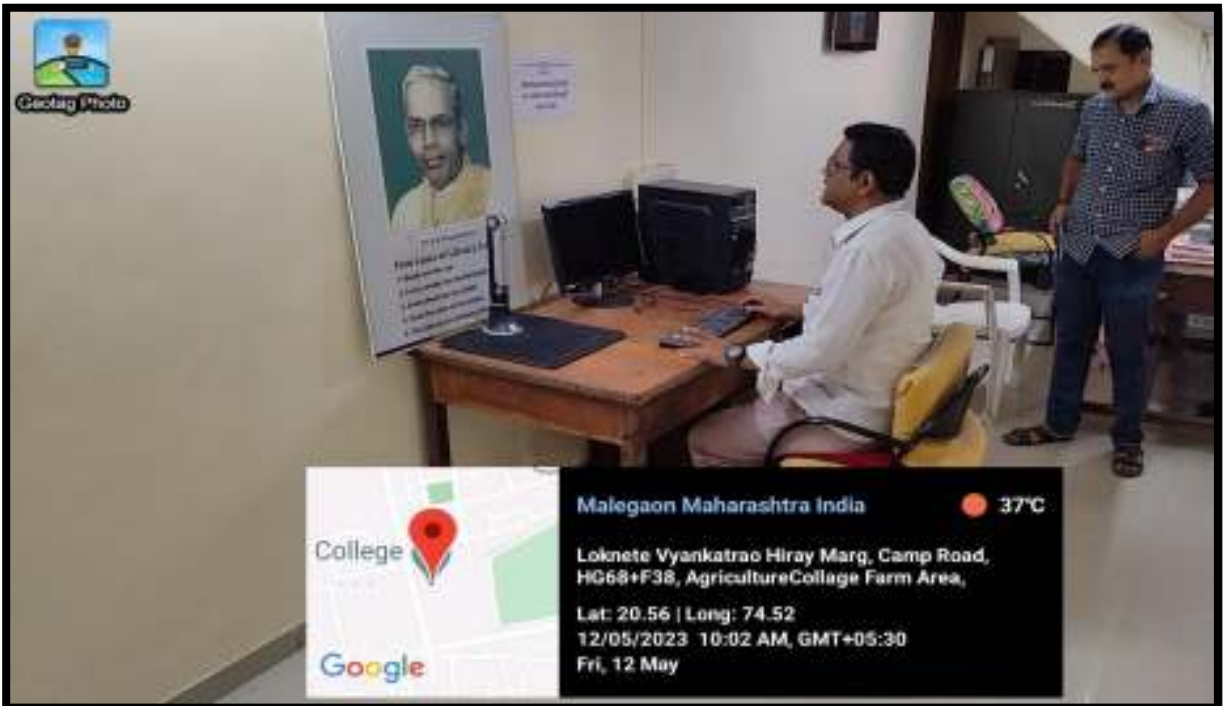 Geotag Photo
College
Google
Malegaon Maharashtra India
37°C
Loknete Vyankatrao Hiray Marg, Camp Road,
HG68+F38, AgricultureCollage Farm Area,
Lat: 20.56 | Long: 74.52
12/05/2023 10:02 AM, GMT+05:30
Fri, 12 May